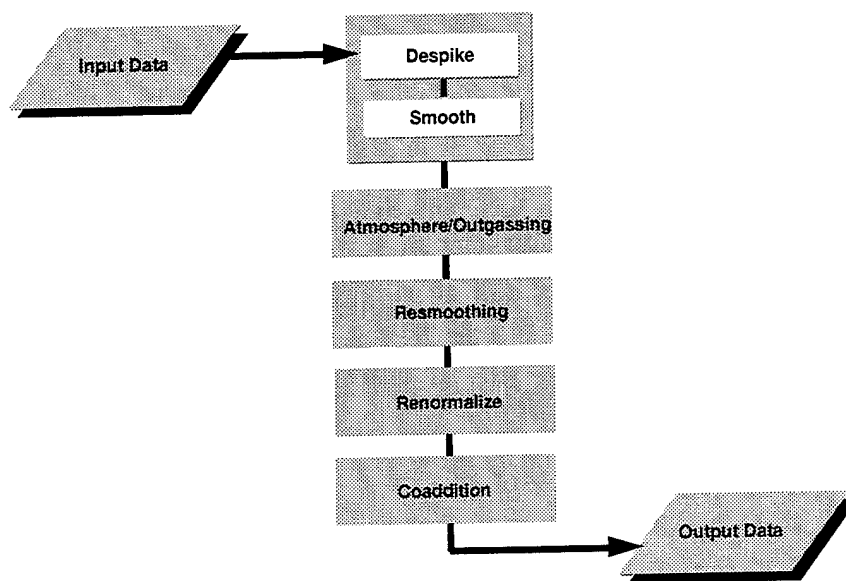 Input Data
Despike
Smooth
Atmosphere/Outgassing
Resmoothing
Renormalize
Coaddition
Output Data